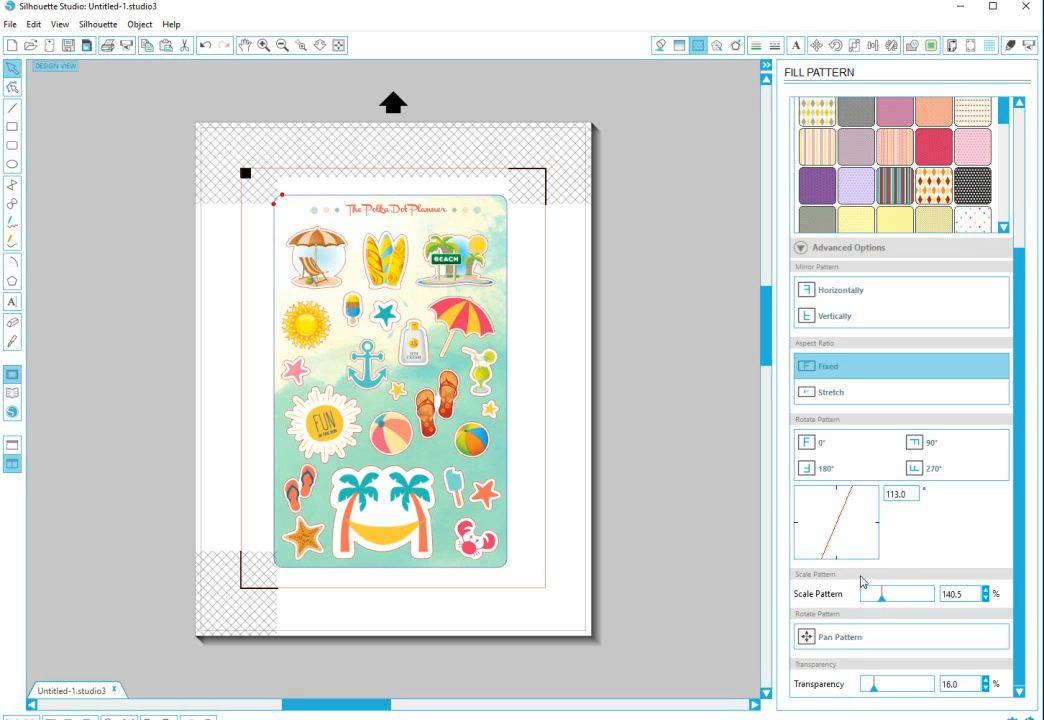 Silhouette Studio: Untitled-1.studio3
File Edit View Silhouette Object Help
DESIGN VIEW
FILL PATTERN
The Polka Dot Planner
BEACH
FUN
Advanced Options
Mirror Pattern
Horizontally
Vertically
Aspect Ratio
Fixed
Stretch
Rotate Pattern
0° 90°
180° 270°
113.0 °
Scale Pattern
Scale Pattern 140.5 %
Rotate Pattern
Pan Pattern
Transparency
Transparency 16.0 %
Untitled-1.studio3 x